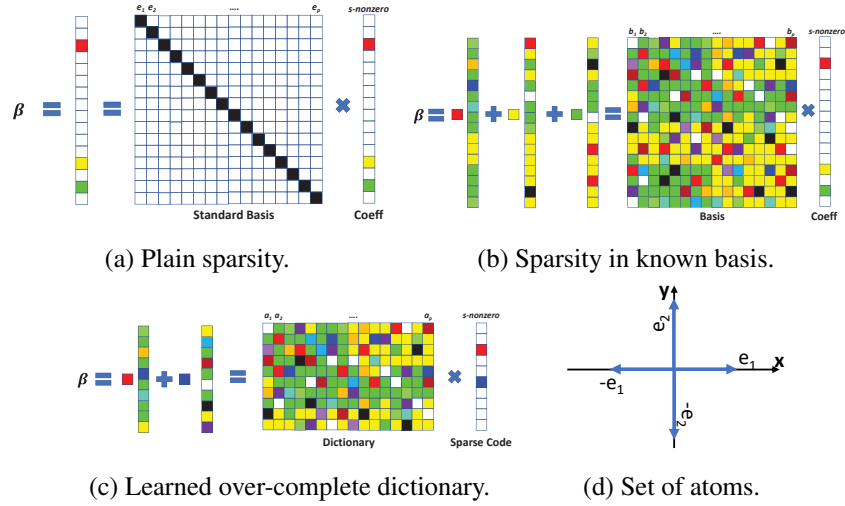 e₁ e₂ .... eₚ s-nonzero
β = = ×
Standard Basis Coeff
(a) Plain sparsity.
b₁ b₂ .... bₚ s-nonzero
β = + + = ×
Basis Coeff
(b) Sparsity in known basis.
a₁ a₂ .... aₚ s-nonzero
β = + = ×
Dictionary Sparse Code
(c) Learned over-complete dictionary.
y
e₂
x
e₁
-e₁
-e₂
(d) Set of atoms.